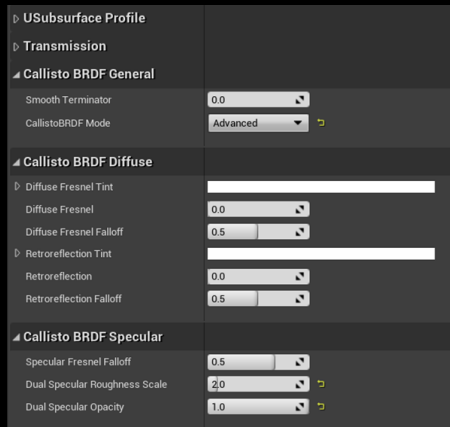 USubsurface Profile
Transmission
Callisto BRDF General
Smooth Terminator 0.0
CallistoBRDF Mode Advanced
Callisto BRDF Diffuse
Diffuse Fresnel Tint
Diffuse Fresnel 0.0
Diffuse Fresnel Falloff 0.5
Retroreflection Tint
Retroreflection 0.0
Retroreflection Falloff 0.5
Callisto BRDF Specular
Specular Fresnel Falloff 0.5
Dual Specular Roughness Scale 2.0
Dual Specular Opacity 1.0